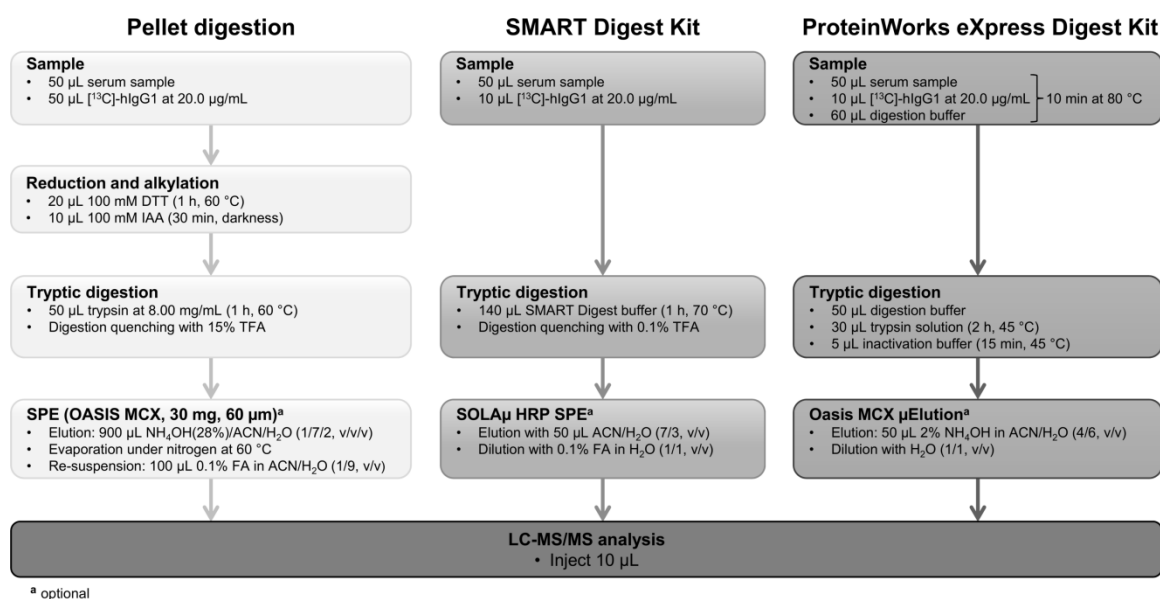 Pellet digestion
Sample
• 50 µL serum sample
• 50 µL [¹³C]-hIgG1 at 20.0 µg/mL
Reduction and alkylation
• 20 µL 100 mM DTT (1 h, 60 °C)
• 10 µL 100 mM IAA (30 min, darkness)
Tryptic digestion
• 50 µL trypsin at 8.00 mg/mL (1 h, 60 °C)
• Digestion quenching with 15% TFA
SPE (OASIS MCX, 30 mg, 60 µm)ᵃ
• Elution: 900 µL NH₄OH(28%)/ACN/H₂O (1/7/2, v/v/v)
• Evaporation under nitrogen at 60 °C
• Re-suspension: 100 µL 0.1% FA in ACN/H₂O (1/9, v/v)
SMART Digest Kit
Sample
• 50 µL serum sample
• 10 µL [¹³C]-hIgG1 at 20.0 µg/mL
Tryptic digestion
• 140 µL SMART Digest buffer (1 h, 70 °C)
• Digestion quenching with 0.1% TFA
SOLAµ HRP SPEᵃ
• Elution with 50 µL ACN/H₂O (7/3, v/v)
• Dilution with 0.1% FA in H₂O (1/1, v/v)
ProteinWorks eXpress Digest Kit
Sample
• 50 µL serum sample
• 10 µL [¹³C]-hIgG1 at 20.0 µg/mL
• 60 µL digestion buffer
10 min at 80 °C
Tryptic digestion
• 50 µL digestion buffer
• 30 µL trypsin solution (2 h, 45 °C)
• 5 µL inactivation buffer (15 min, 45 °C)
Oasis MCX µElutionᵃ
• Elution: 50 µL 2% NH₄OH in ACN/H₂O (4/6, v/v)
• Dilution with H₂O (1/1, v/v)
LC-MS/MS analysis
• Inject 10 µL
ᵃ optional